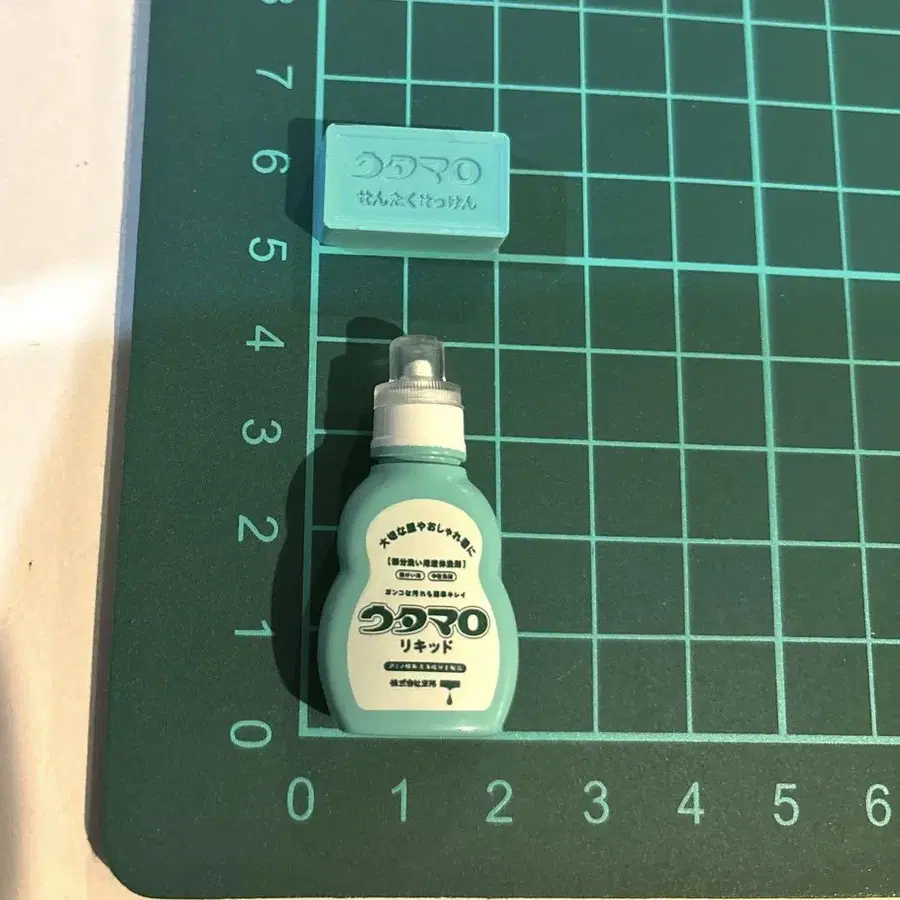 8
7
6
5
4
3
2
1
0
ウタマロ
せんたくせっけん
大切な服やおしゃれ着に
【部分洗い用液体洗剤】
ガンコな汚れも簡単キレイ
ウタマロ
リキッド
株式会社東邦
0 1 2 3 4 5 6